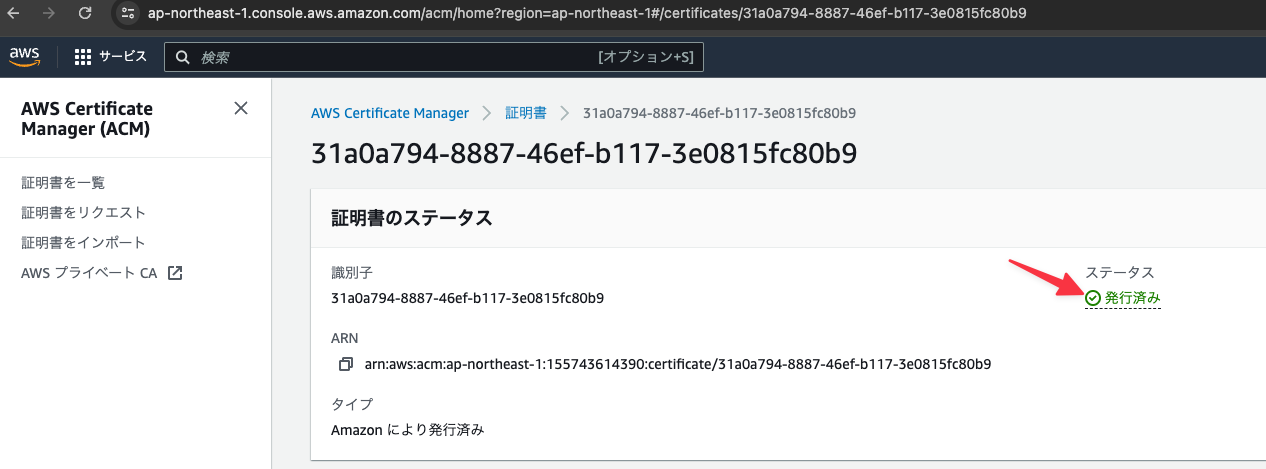 ap-northeast-1.console.aws.amazon.com/acm/home?region=ap-northeast-1#/certificates/31a0a794-8887-46ef-b117-3e0815fc80b9
aws
サービス
検索
[オプション+S]
AWS Certificate
Manager (ACM)
証明書を一覧
証明書をリクエスト
証明書をインポート
AWS プライベート CA
AWS Certificate Manager
証明書
31a0a794-8887-46ef-b117-3e0815fc80b9
31a0a794-8887-46ef-b117-3e0815fc80b9
証明書のステータス
識別子
31a0a794-8887-46ef-b117-3e0815fc80b9
ステータス
発行済み
ARN
arn:aws:acm:ap-northeast-1:155743614390:certificate/31a0a794-8887-46ef-b117-3e0815fc80b9
タイプ
Amazon により発行済み